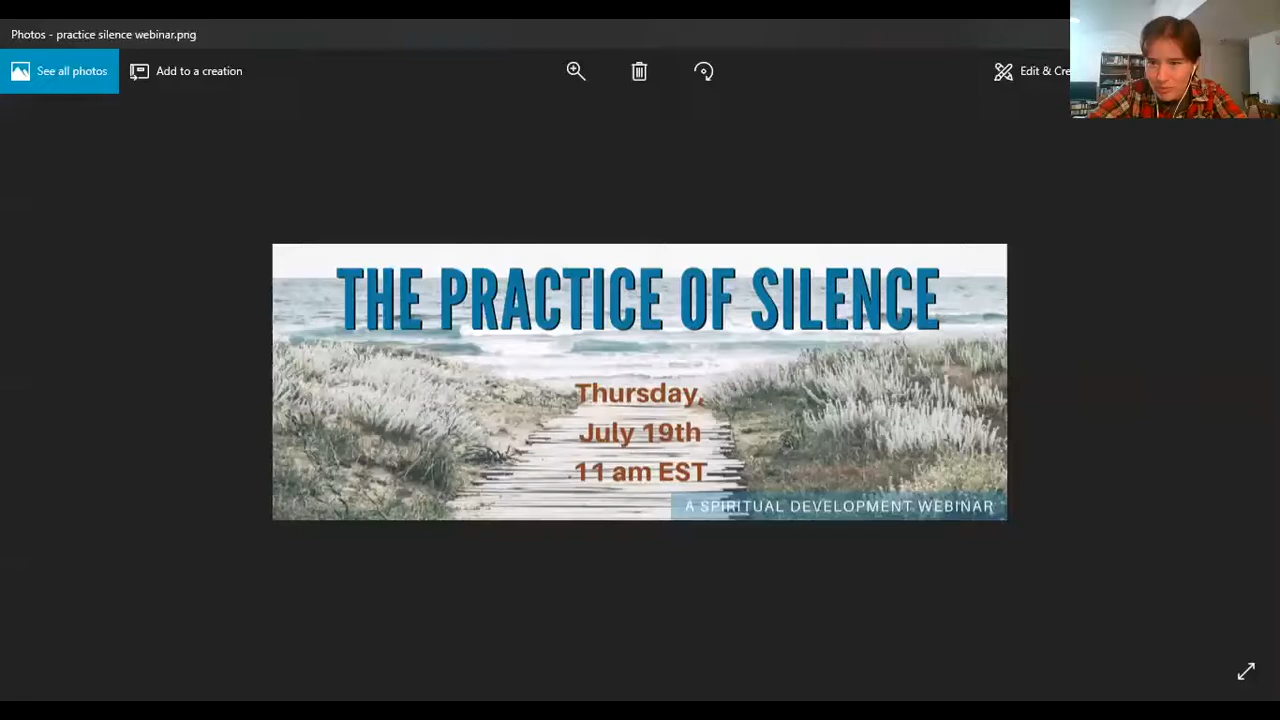 Photos - practice silence webinar.png
See all photos
Add to a creation
Edit &
THE PRACTICE OF SILENCE
Thursday,
July 19th
11 am EST
A SPIRITUAL DEVELOPMENT WEBINAR